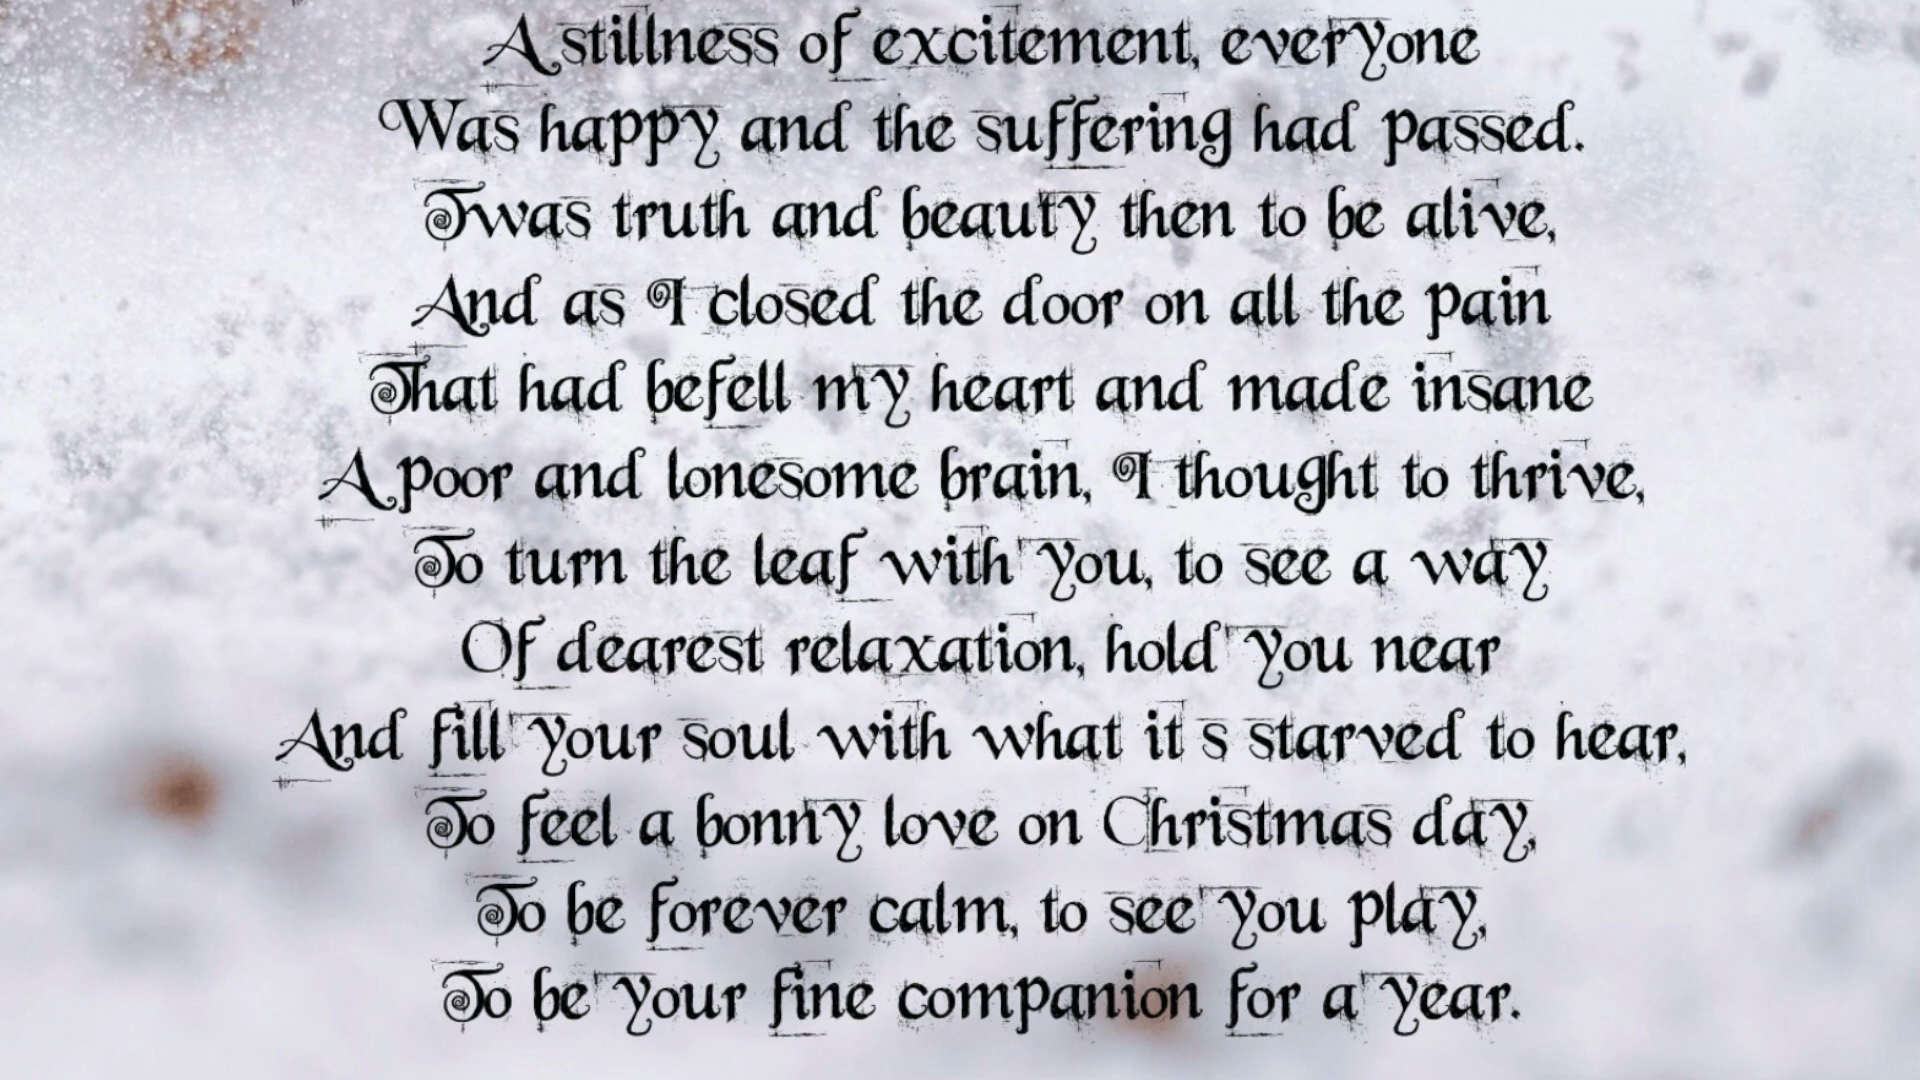 A stillness of excitement, everyone
Was happy and the suffering had passed.
Twas truth and beauty then to be alive,
And as I closed the door on all the pain
That had befell my heart and made insane
A poor and lonesome brain, I thought to thrive,
To turn the leaf with you, to see a way
Of dearest relaxation, hold you near
And fill your soul with what it s starved to hear,
To feel a bonny love on Christmas day,
To be forever calm, to see you play,
To be your fine companion for a year.